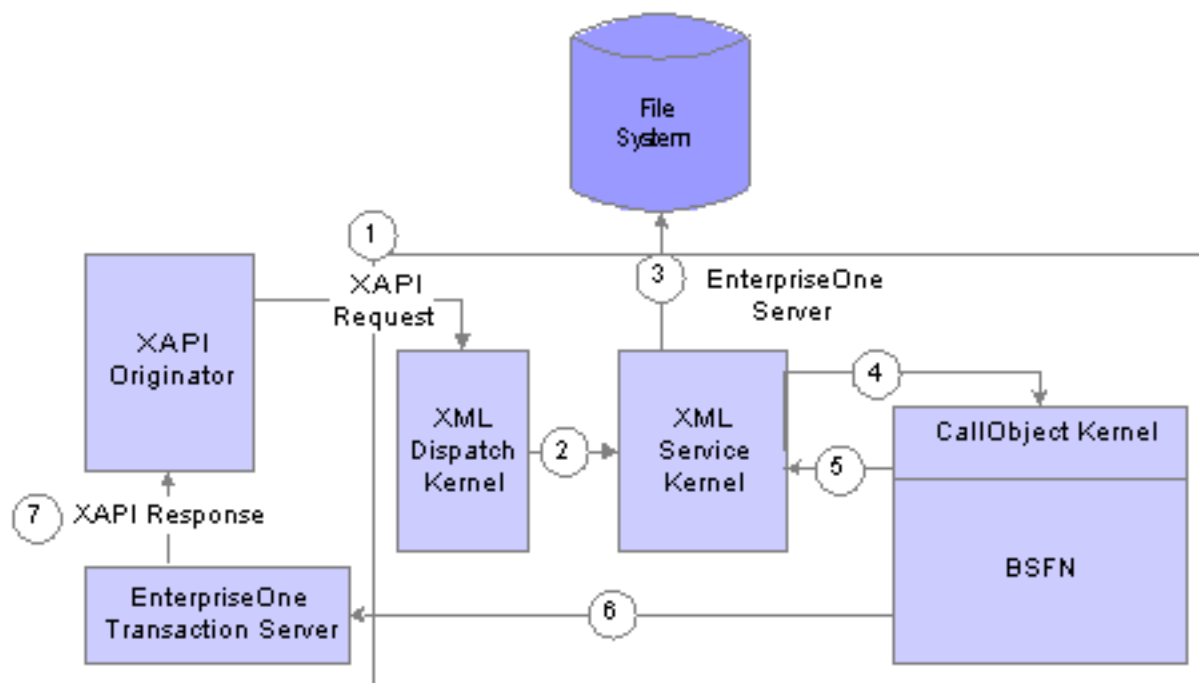 File
System
1
XAPI
Request
3
EnterpriseOne
Server
XAPI
Originator
XML
Dispatch
Kernel
2
XML
Service
Kernel
4
CallObject Kernel
5
BSFN
7
XAPI Response
EnterpriseOne
Transaction Server
6